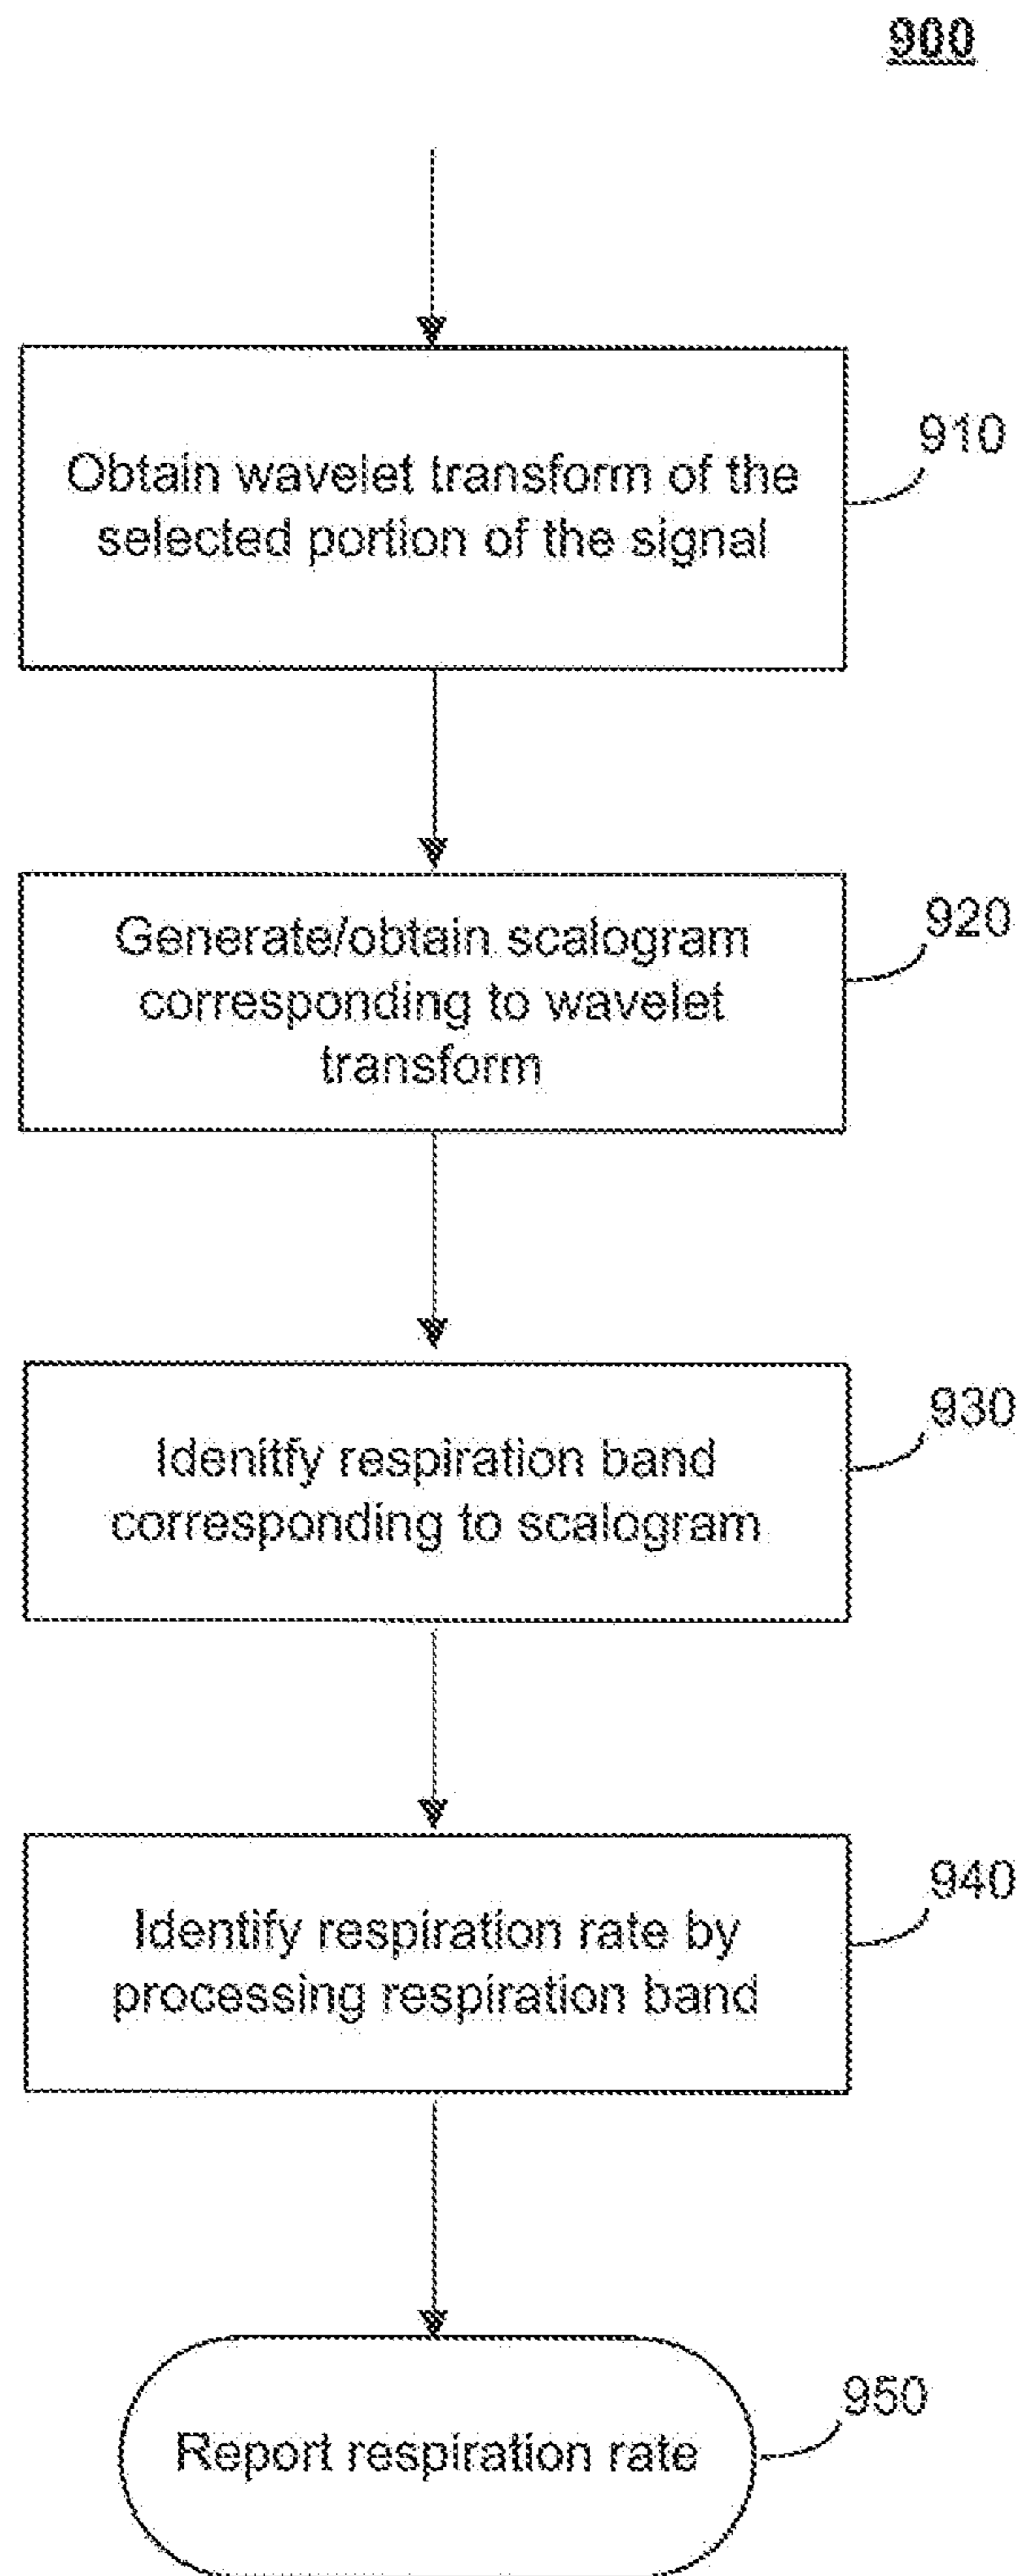 900
910
Obtain wavelet transform of the
selected portion of the signal
920
Generate/obtain scalogram
corresponding to wavelet
transform
930
Idenitfy respiration band
corresponding to scalogram
940
Identify respiration rate by
processing respiration band
950
Report respiration rate